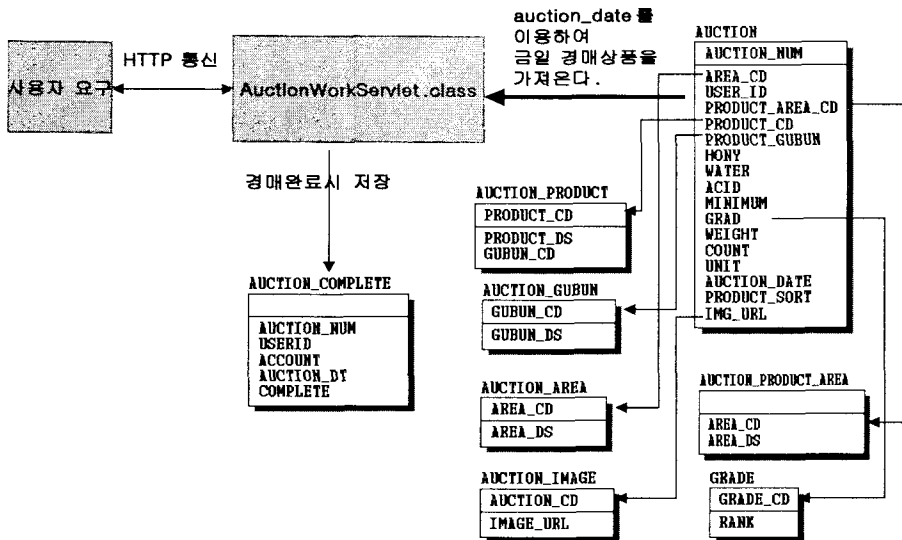 사용자 요구
HTTP 통신
AuctionWorkServlet.class
auction_date 를
이용하여
금일 경매상품을
가져온다.
경매완료시 저장
AUCTION
AUCTION_NUM
AREA_CD
USER_ID
PRODUCT_AREA_CD
PRODUCT_CD
PRODUCT_GUBUN
HONY
WATER
ACID
MINIMUM
GRAD
WEIGHT
COUNT
UNIT
AUCTION_DATE
PRODUCT_SORT
IMG_URL
AUCTION_PRODUCT
PRODUCT_CD
PRODUCT_DS
GUBUN_CD
AUCTION_GUBUN
GUBUN_CD
GUBUN_DS
AUCTION_COMPLETE
AUCTION_NUM
USERID
ACCOUNT
AUCTION_DT
COMPLETE
AUCTION_AREA
AREA_CD
AREA_DS
AUCTION_PRODUCT_AREA
AREA_CD
AREA_DS
AUCTION_IMAGE
AUCTION_CD
IMAGE_URL
GRADE
GRADE_CD
RANK